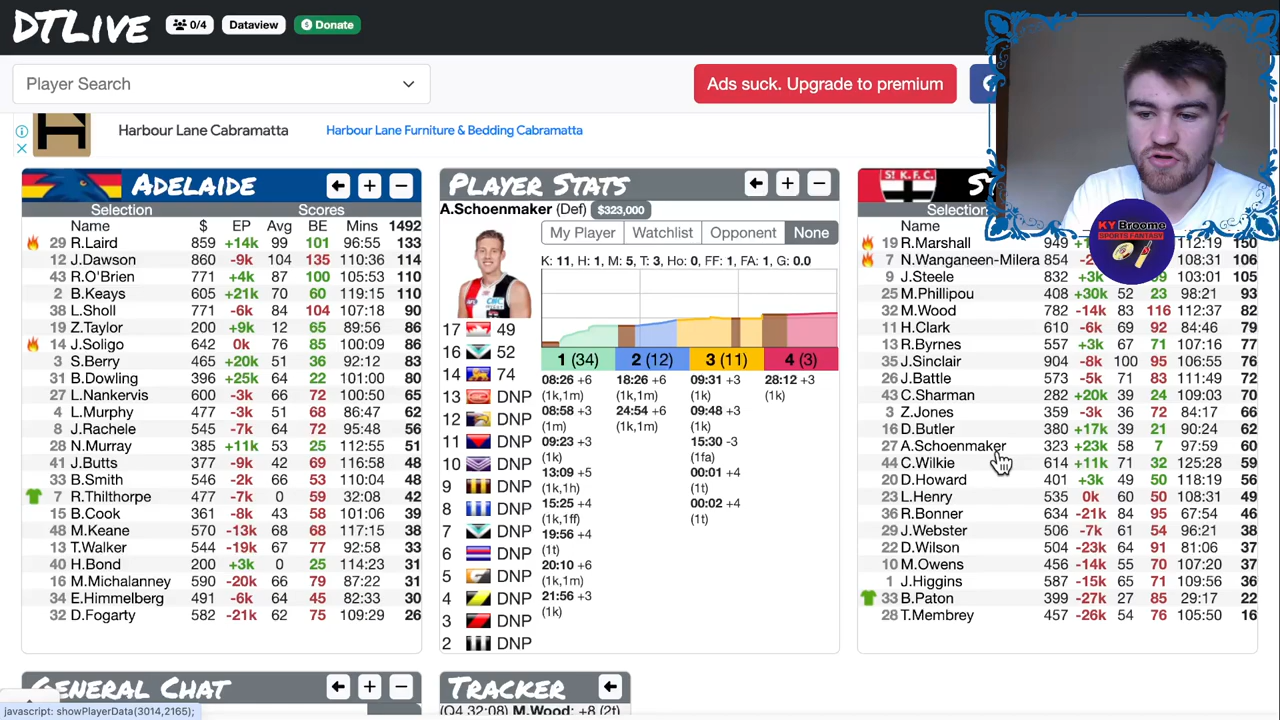 DTLIVE
0/4
Dataview
Donate
Player Search
Ads suck. Upgrade to premium
Harbour Lane Cabramatta
Harbour Lane Furniture & Bedding Cabramatta
KY Broome
SPORTS FANTASY
ADELAIDE
Selection Scores
Name $ EP Avg BE Mins 1492
29 R.Laird 859 +14k 99 101 96:55 133
12 J.Dawson 860 -9k 104 135 110:36 114
43 R.O'Brien 771 +4k 87 100 105:53 110
2 B.Keays 605 +21k 70 60 119:15 110
38 L.Sholl 771 -6k 84 104 107:18 90
19 Z.Taylor 200 +9k 12 65 89:56 86
14 J.Soligo 642 0k 76 85 100:09 86
3 S.Berry 465 +20k 51 36 92:12 83
31 B.Dowling 396 +25k 64 22 101:00 80
27 L.Nankervis 600 -3k 66 72 100:50 65
4 L.Murphy 477 -3k 51 68 86:47 62
8 J.Rachele 545 -7k 64 72 95:48 56
28 N.Murray 385 +11k 53 25 112:55 51
41 J.Butts 377 -9k 42 69 116:58 48
33 B.Smith 546 -2k 66 53 110:04 48
7 R.Thilthorpe 477 -7k 0 59 32:08 42
15 B.Cook 361 -8k 43 58 101:06 39
48 M.Keane 570 -13k 68 68 117:15 38
13 T.Walker 544 -19k 67 77 92:58 33
40 H.Bond 200 +3k 0 25 114:23 31
16 M.Michalanney 590 -20k 66 79 87:22 31
34 E.Himmelberg 491 -6k 64 45 82:33 30
32 D.Fogarty 582 -21k 62 75 109:29 26
PLAYER STATS
A.Schoenmaker (Def) $323,000
My Player Watchlist Opponent None
K: 11, H: 1, M: 5, T: 3, Ho: 0, FF: 1, FA: 1, G: 0.0
1 (34) 2 (12) 3 (11) 4 (3)
17 49
16 52
14 74
13 DNP
12 DNP
11 DNP
10 DNP
9 DNP
8 DNP
7 DNP
6 DNP
5 DNP
4 DNP
3 DNP
2 DNP
08:26 +6 18:26 +6 09:31 +3 28:12 +3
(1k,1m) (1k,1m) (1k) (1k)
08:58 +3 24:54 +6 09:48 +3
(1m) (1k,1m) (1k)
09:23 +3 15:30 -3
(1k) (1fa)
13:09 +5 00:01 +4
(1k,1h) (1t)
15:25 +4 00:02 +4
(1k,1ff) (1t)
19:56 +4
(1t)
20:10 +6
(1k,1m)
21:56 +3
(1k)
St K.F.C.
Selection
Name
19 R.Marshall 949 112:19 150
7 N.Wanganeen-Milera 854 108:31 106
9 J.Steele 832 +3k 103:01 105
25 M.Phillipou 408 +30k 52 23 98:21 93
32 M.Wood 782 -14k 83 116 112:37 82
11 H.Clark 610 -6k 69 92 84:46 79
13 R.Byrnes 557 +3k 64 71 107:16 77
35 J.Sinclair 904 -8k 100 95 106:55 76
26 J.Battle 573 -5k 71 83 111:49 72
43 C.Sharman 282 +20k 39 24 109:03 70
3 Z.Jones 359 -3k 36 72 84:17 66
16 D.Butler 380 +17k 39 21 90:24 62
27 A.Schoenmaker 323 +23k 58 7 97:59 60
44 C.Wilkie 614 +11k 71 32 125:28 59
20 D.Howard 401 +3k 49 50 118:19 56
23 L.Henry 535 0k 60 50 108:31 49
36 R.Bonner 634 -21k 84 95 67:54 46
29 J.Webster 506 -7k 61 54 96:21 38
22 D.Wilson 504 -23k 64 91 81:06 37
10 M.Owens 456 -14k 55 70 107:20 37
1 J.Higgins 587 -15k 65 71 109:56 36
33 B.Paton 399 -27k 27 85 29:17 22
28 T.Membrey 457 -26k 54 76 105:50 16
GENERAL CHAT
TRACKER
(Q4 32:08) M.Wood: +8 (2t)
javascript: showPlayerData(3014,2165);